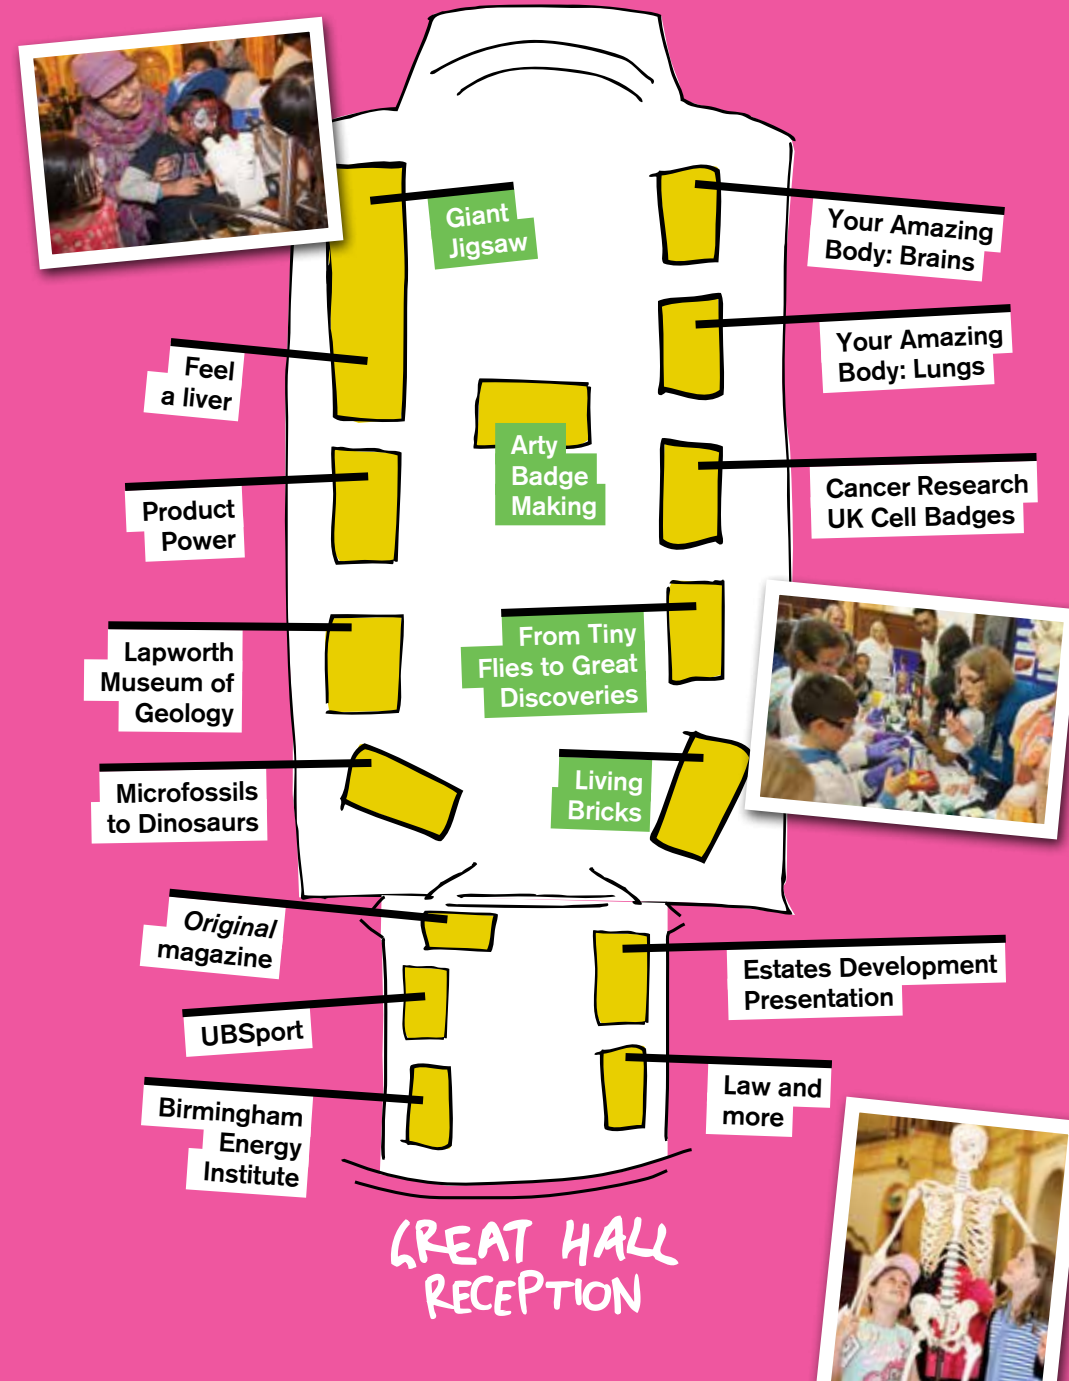 Giant
Jigsaw
Your Amazing
Body: Brains
Feel
a liver
Your Amazing
Body: Lungs
Arty
Badge
Making
Product
Power
Cancer Research
UK Cell Badges
Lapworth
Museum of
Geology
From Tiny
Flies to Great
Discoveries
Microfossils
to Dinosaurs
Living
Bricks
Original
magazine
Estates Development
Presentation
UBSport
Law and
more
Birmingham
Energy
Institute
GREAT HALL
RECEPTION